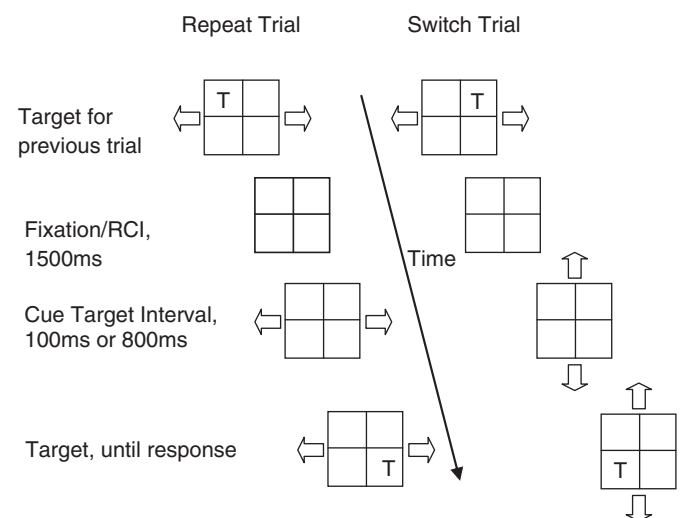 Repeat Trial Switch Trial
T T
Target for
previous trial
Fixation/RCI,
1500ms
Time
Cue Target Interval,
100ms or 800ms
Target, until response
T T